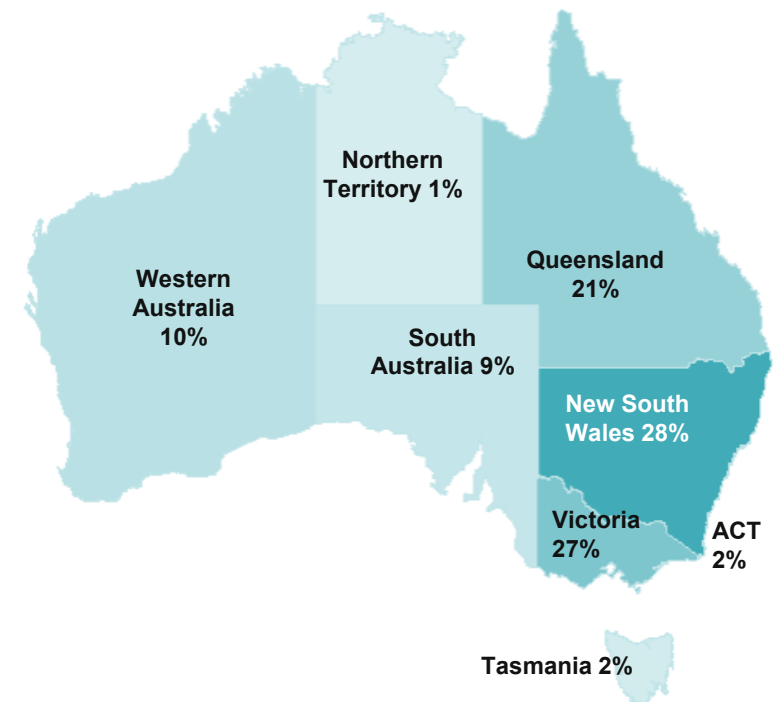 Northern
Territory 1%
Queensland
21%
Western
Australia
10%
South
Australia 9%
New South
Wales 28%
Victoria
27%
ACT
2%
Tasmania 2%